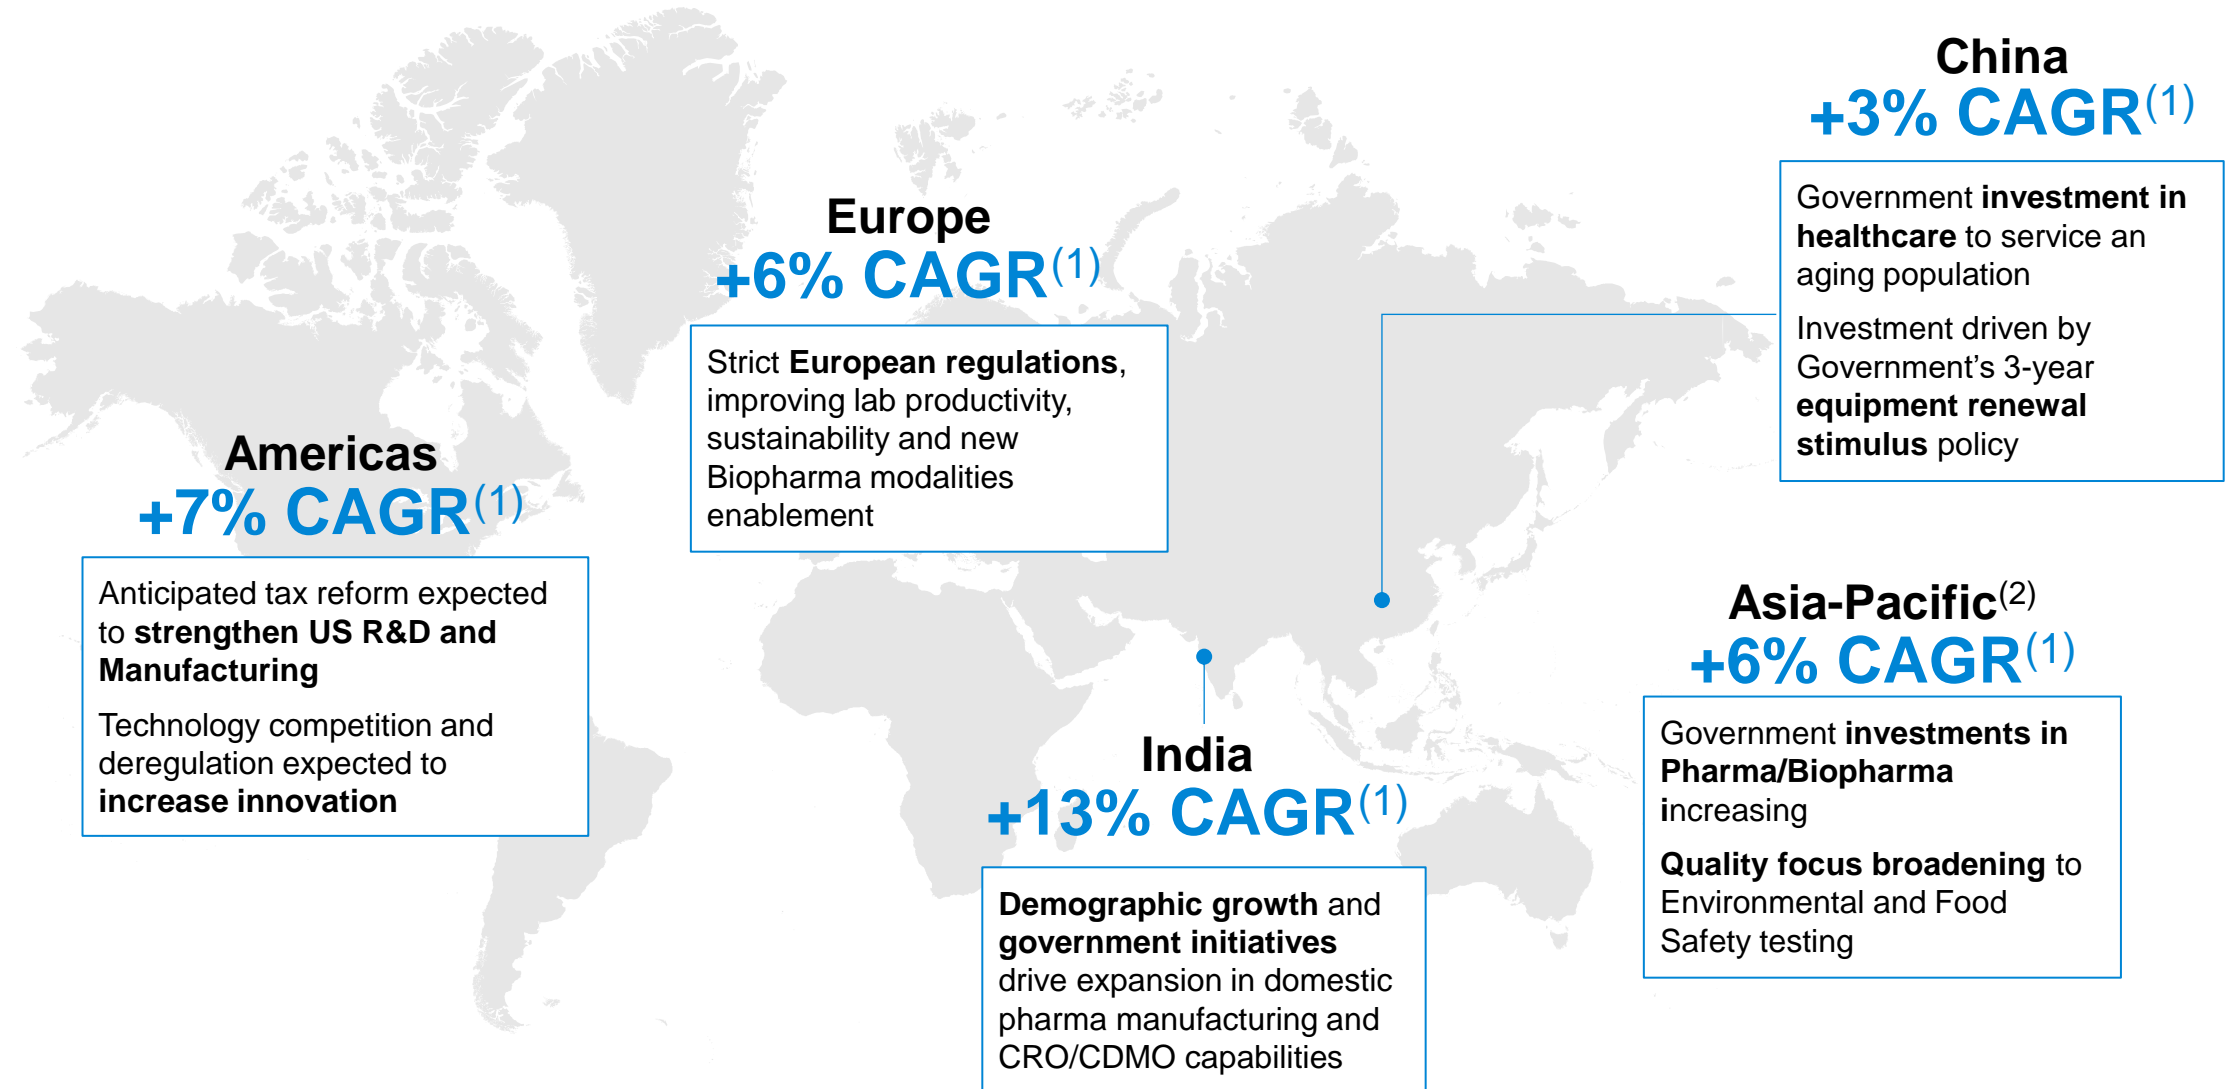 China
+3% CAGR(1)
Government investment in
healthcare to service an
aging population
Investment driven by
Government’s 3-year
equipment renewal
stimulus policy
Europe
+6% CAGR(1)
Strict European regulations,
improving lab productivity,
sustainability and new
Biopharma modalities
enablement
Americas
+7% CAGR(1)
Anticipated tax reform expected
to strengthen US R&D and
Manufacturing
Technology competition and
deregulation expected to
increase innovation
Asia-Pacific(2)
+6% CAGR(1)
Government investments in
Pharma/Biopharma
increasing
Quality focus broadening to
Environmental and Food
Safety testing
India
+13% CAGR(1)
Demographic growth and
government initiatives
drive expansion in domestic
pharma manufacturing and
CRO/CDMO capabilities